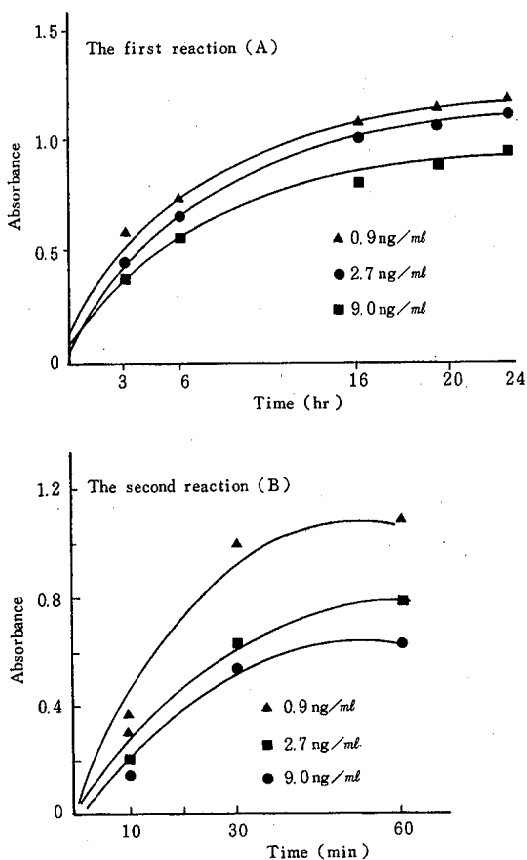 1.5
The first reaction (A)
1.0
Absorbance
0.5
▲ 0.9 ng/ml
● 2.7 ng/ml
■ 9.0 ng/ml
0
3 6 16 20 24
Time (hr)
1.2
The second reaction (B)
0.8
Absorbance
0.4
▲ 0.9 ng/ml
■ 2.7 ng/ml
● 9.0 ng/ml
0
10 30 60
Time (min)